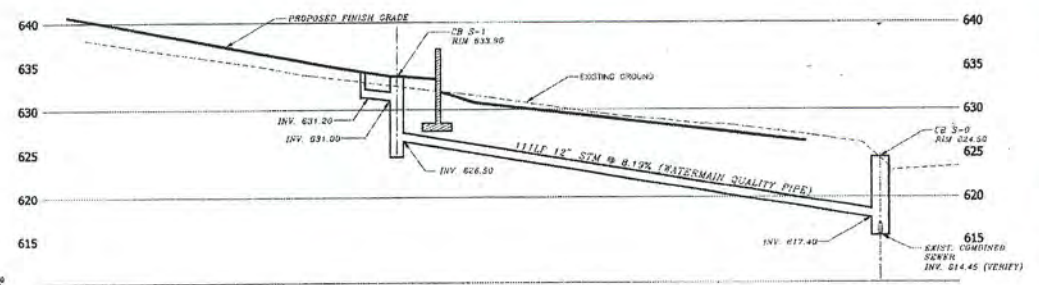 640
635
630
625
620
615
PROPOSED FINISH GRADE
CB S-1
RIM 633.90
EXISTING GROUND
INV. 631.20
INV. 631.00
INV. 626.50
111LF 12" STM @ 8.19% (WATERMAIN QUALITY PIPE)
INV. 617.40
CB S-0
RIM 624.50
EXIST. COMBINED
SEWER
INV. 614.45 (VERIFY)
640
635
630
625
620
615